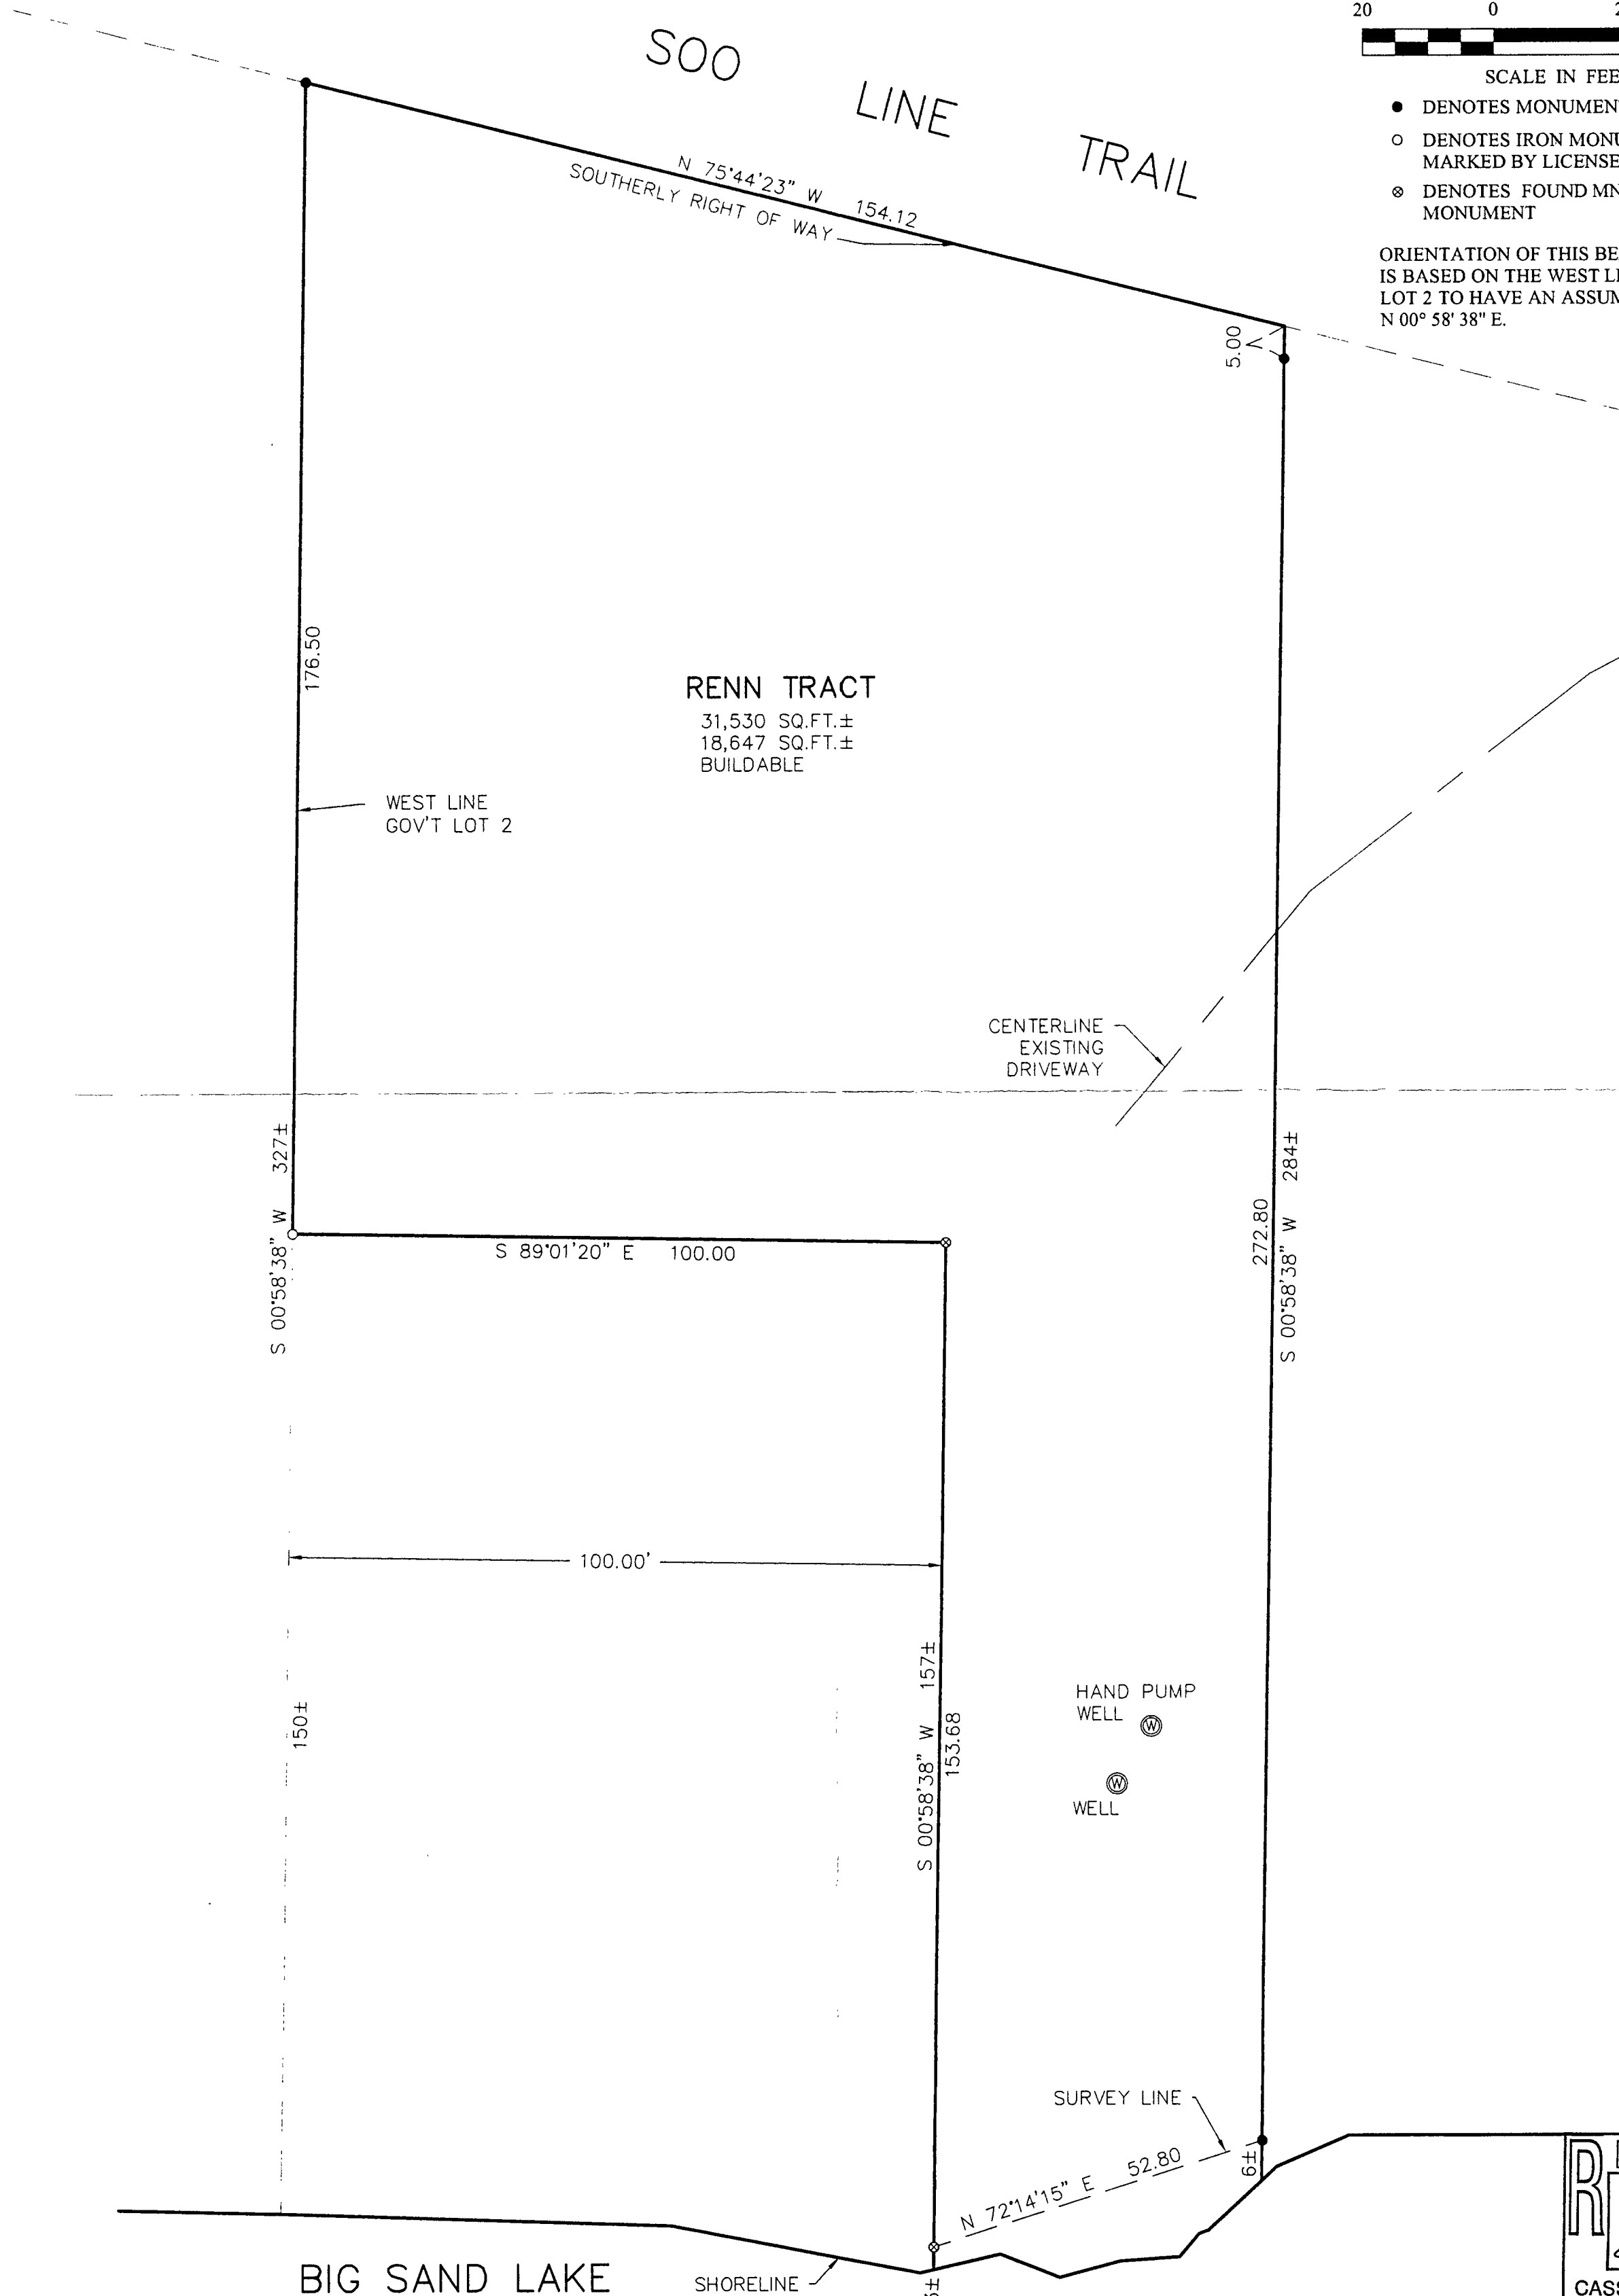 20 0
SCALE IN FEE
● DENOTES MONUMEN
○ DENOTES IRON MONU
MARKED BY LICENSE
⊗ DENOTES FOUND MN
MONUMENT
ORIENTATION OF THIS BE
IS BASED ON THE WEST L
LOT 2 TO HAVE AN ASSUM
N 00° 58' 38" E.
SOO LINE TRAIL
N 75°44'23" W 154.12
SOUTHERLY RIGHT OF WAY
5.00
176.50
RENN TRACT
31,530 SQ.FT.±
18,647 SQ.FT.±
BUILDABLE
WEST LINE
GOV'T LOT 2
CENTERLINE
EXISTING
DRIVEWAY
S 00°58'38" W 327±
S 89°01'20" E 100.00
272.80
S 00°58'38" W 284±
100.00'
150±
S 00°58'38" W 157±
153.68
HAND PUMP
WELL
W
W
WELL
SURVEY LINE
N 72°14'15" E 52.80
6±
BIG SAND LAKE
SHORELINE
R
CAS